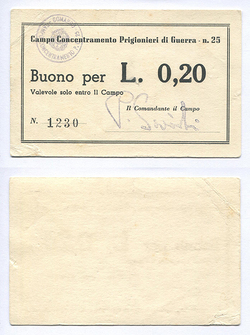 Campo Concentramento Prigionieri di Guerra - n. 25
Buono per L. 0,20
Valevole solo entro Il Campo
Il Comandante il Campo
N. 1230